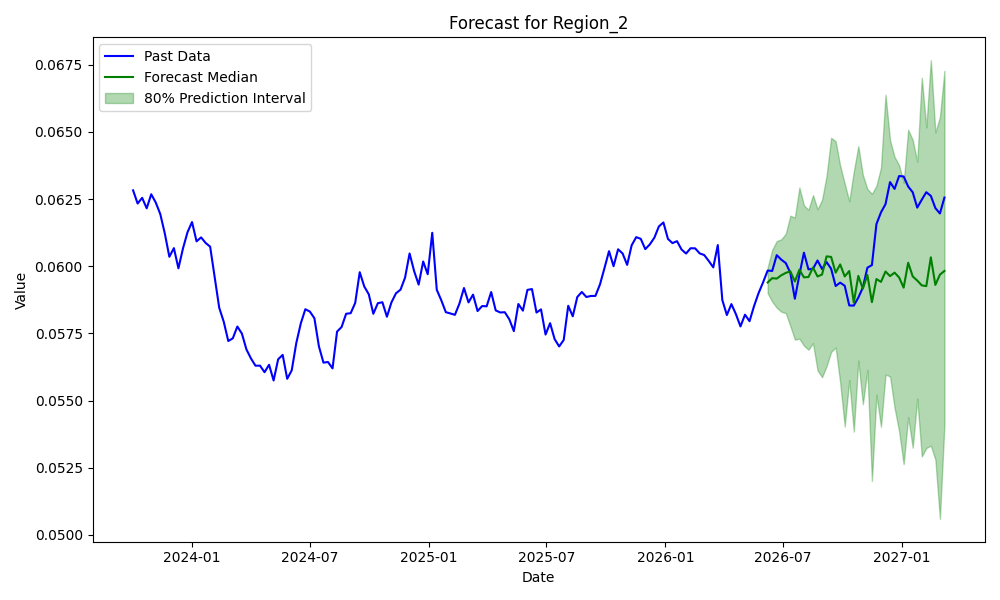 Forecast for Region_2
Past Data
Forecast Median
80% Prediction Interval
Value
0.0675
0.0650
0.0625
0.0600
0.0575
0.0550
0.0525
0.0500
2024-01
2024-07
2025-01
2025-07
2026-01
2026-07
2027-01
Date